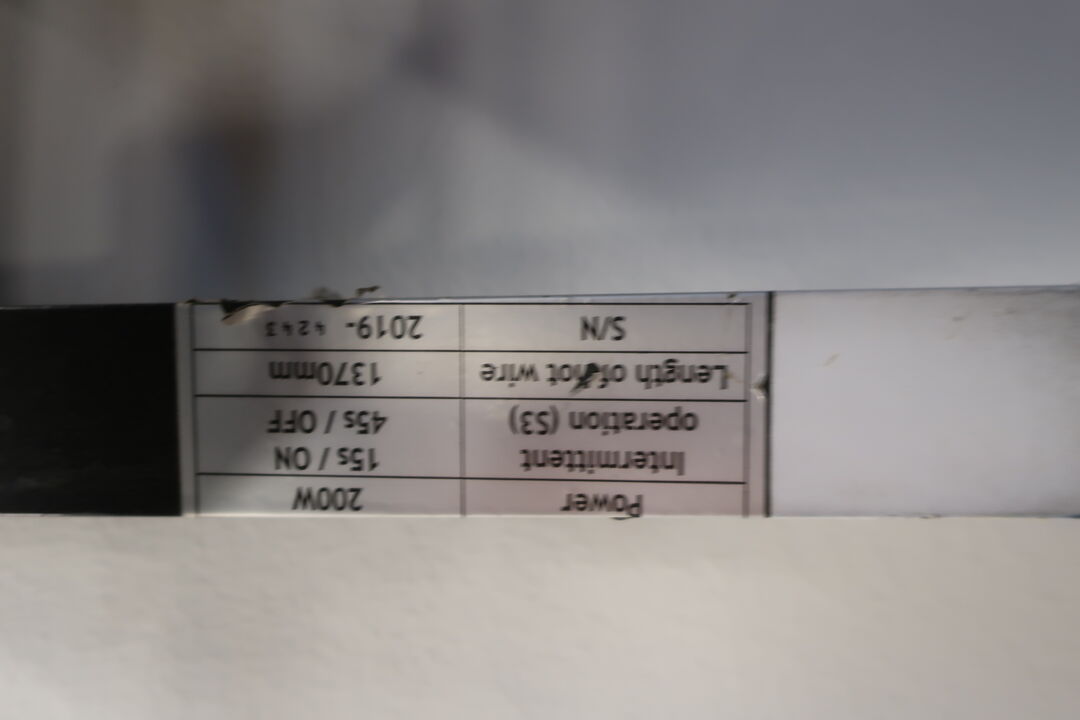 Power 200W
Intermittent 15s / ON
operation (S3) 45s / OFF
Length of hot wire 1370mm
S/N 2019- 4243